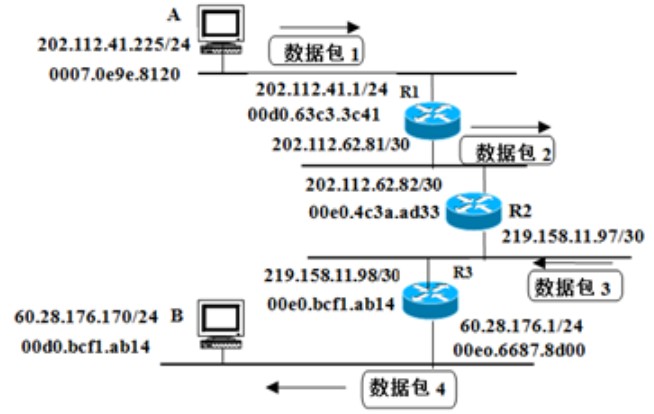 A
202.112.41.225/24
0007.0e9e.8120
数据包 1
202.112.41.1/24
R1
00d0.63c3.3c41
202.112.62.81/30
数据包 2
202.112.62.82/30
00e0.4c3a.ad33
R2
219.158.11.97/30
219.158.11.98/30
R3
00e0.bcf1.ab14
数据包 3
60.28.176.170/24
B
00d0.bcf1.ab14
60.28.176.1/24
00eo.6687.8d00
数据包 4